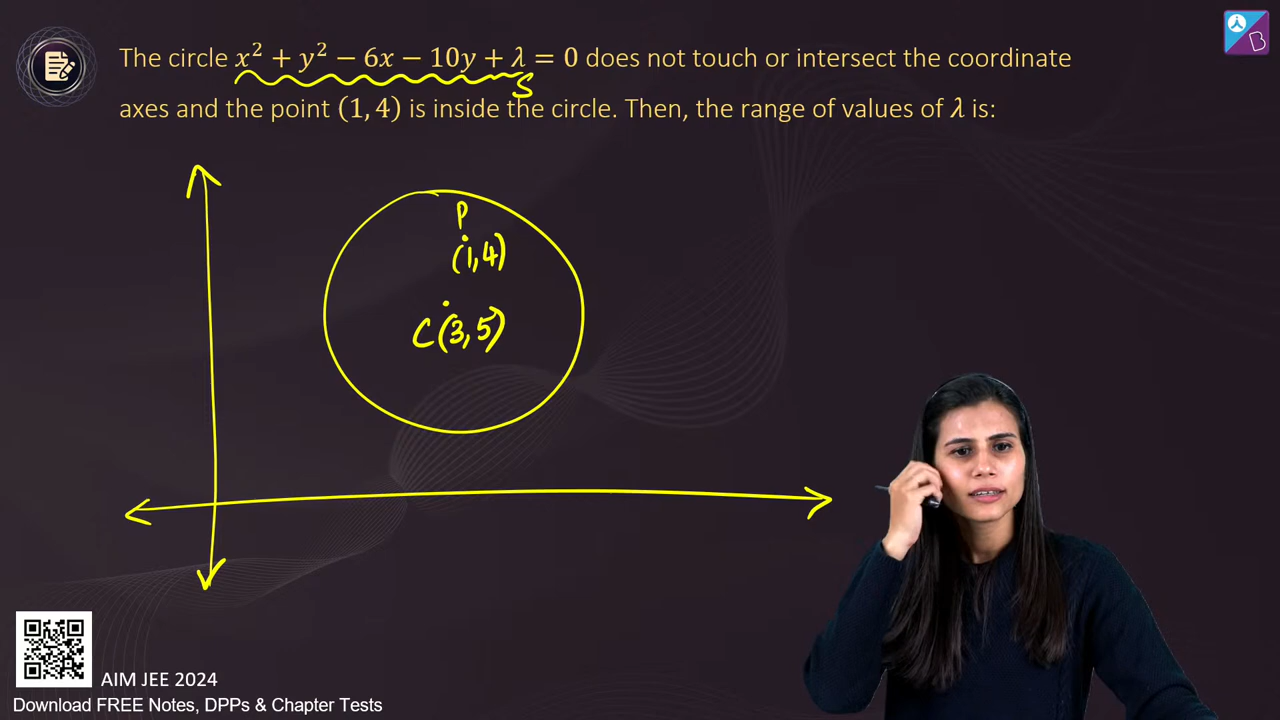 The circle x² + y² − 6x − 10y + λ = 0 does not touch or intersect the coordinate
S
axes and the point (1, 4) is inside the circle. Then, the range of values of λ is:
P
(1,4)
C(3,5)
AIM JEE 2024
Download FREE Notes, DPPs & Chapter Tests
B